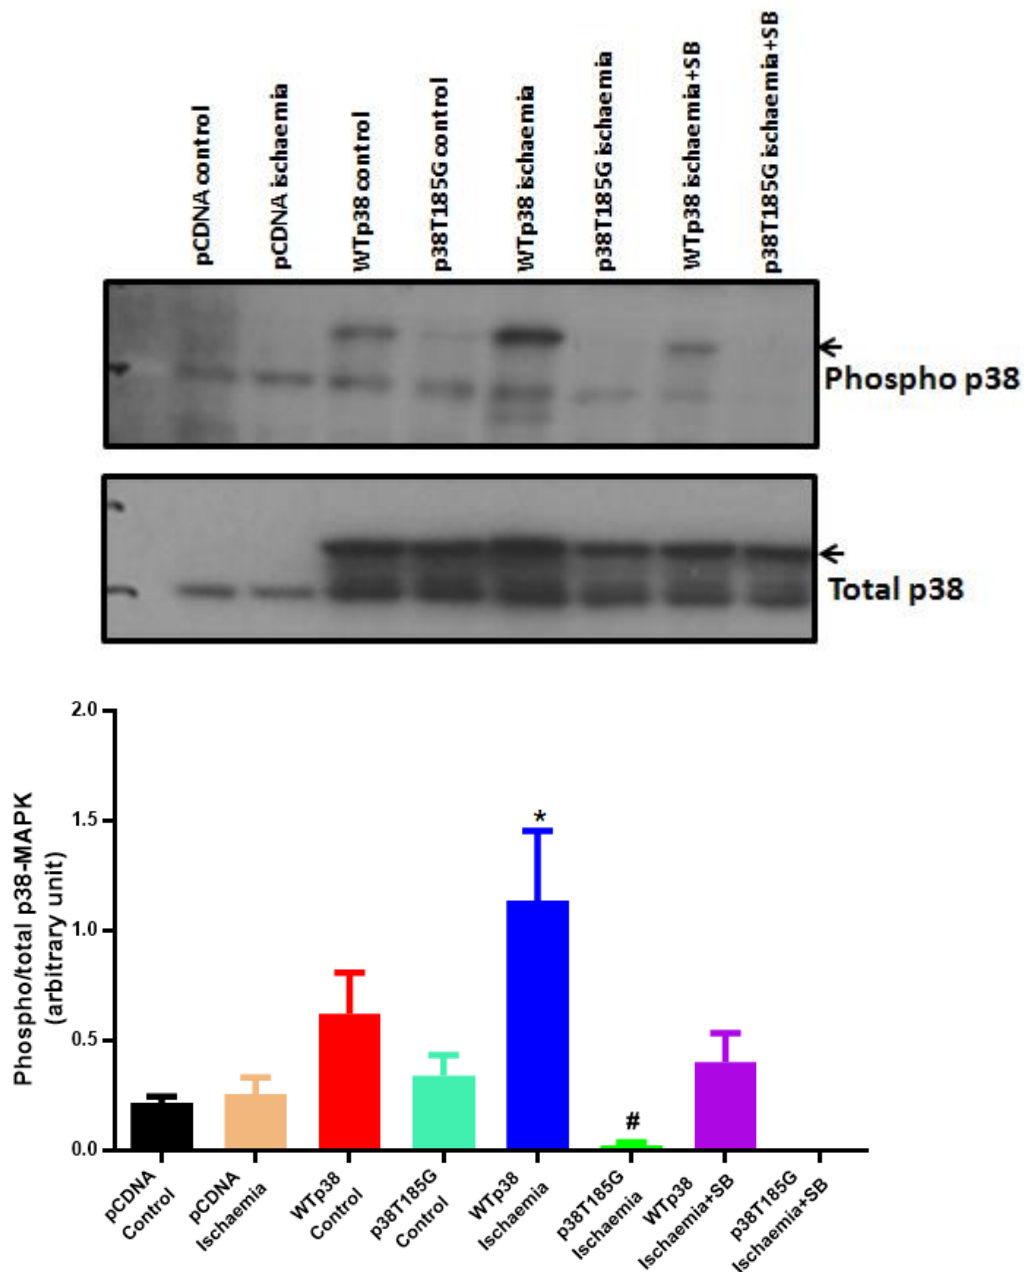 pCDNA control
pCDNA ischaemia
WTp38 control
p38T185G control
WTp38 ischaemia
p38T185G ischaemia
WTp38 ischaemia+SB
p38T185G ischaemia+SB
Phospho p38
Total p38
Phospho/total p38-MAPK
(arbitrary unit)
2.0
1.5
1.0
0.5
0.0
*
#
pCDNA
Control
pCDNA
Ischaemia
WTp38
Control
p38T185G
Control
WTp38
Ischaemia
p38T185G
Ischaemia
WTp38
Ischaemia+SB
p38T185G
Ischaemia+SB